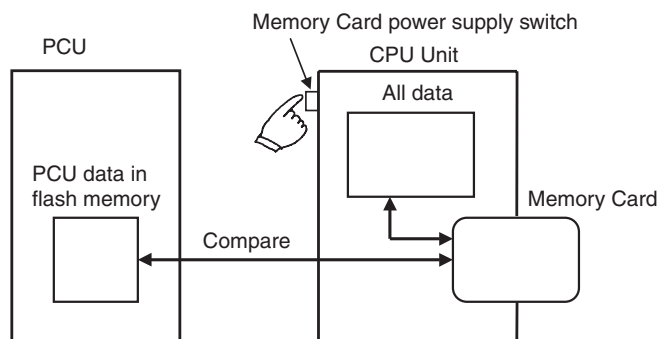 Memory Card power supply switch
PCU
CPU Unit
All data
PCU data in
flash memory
Memory Card
Compare